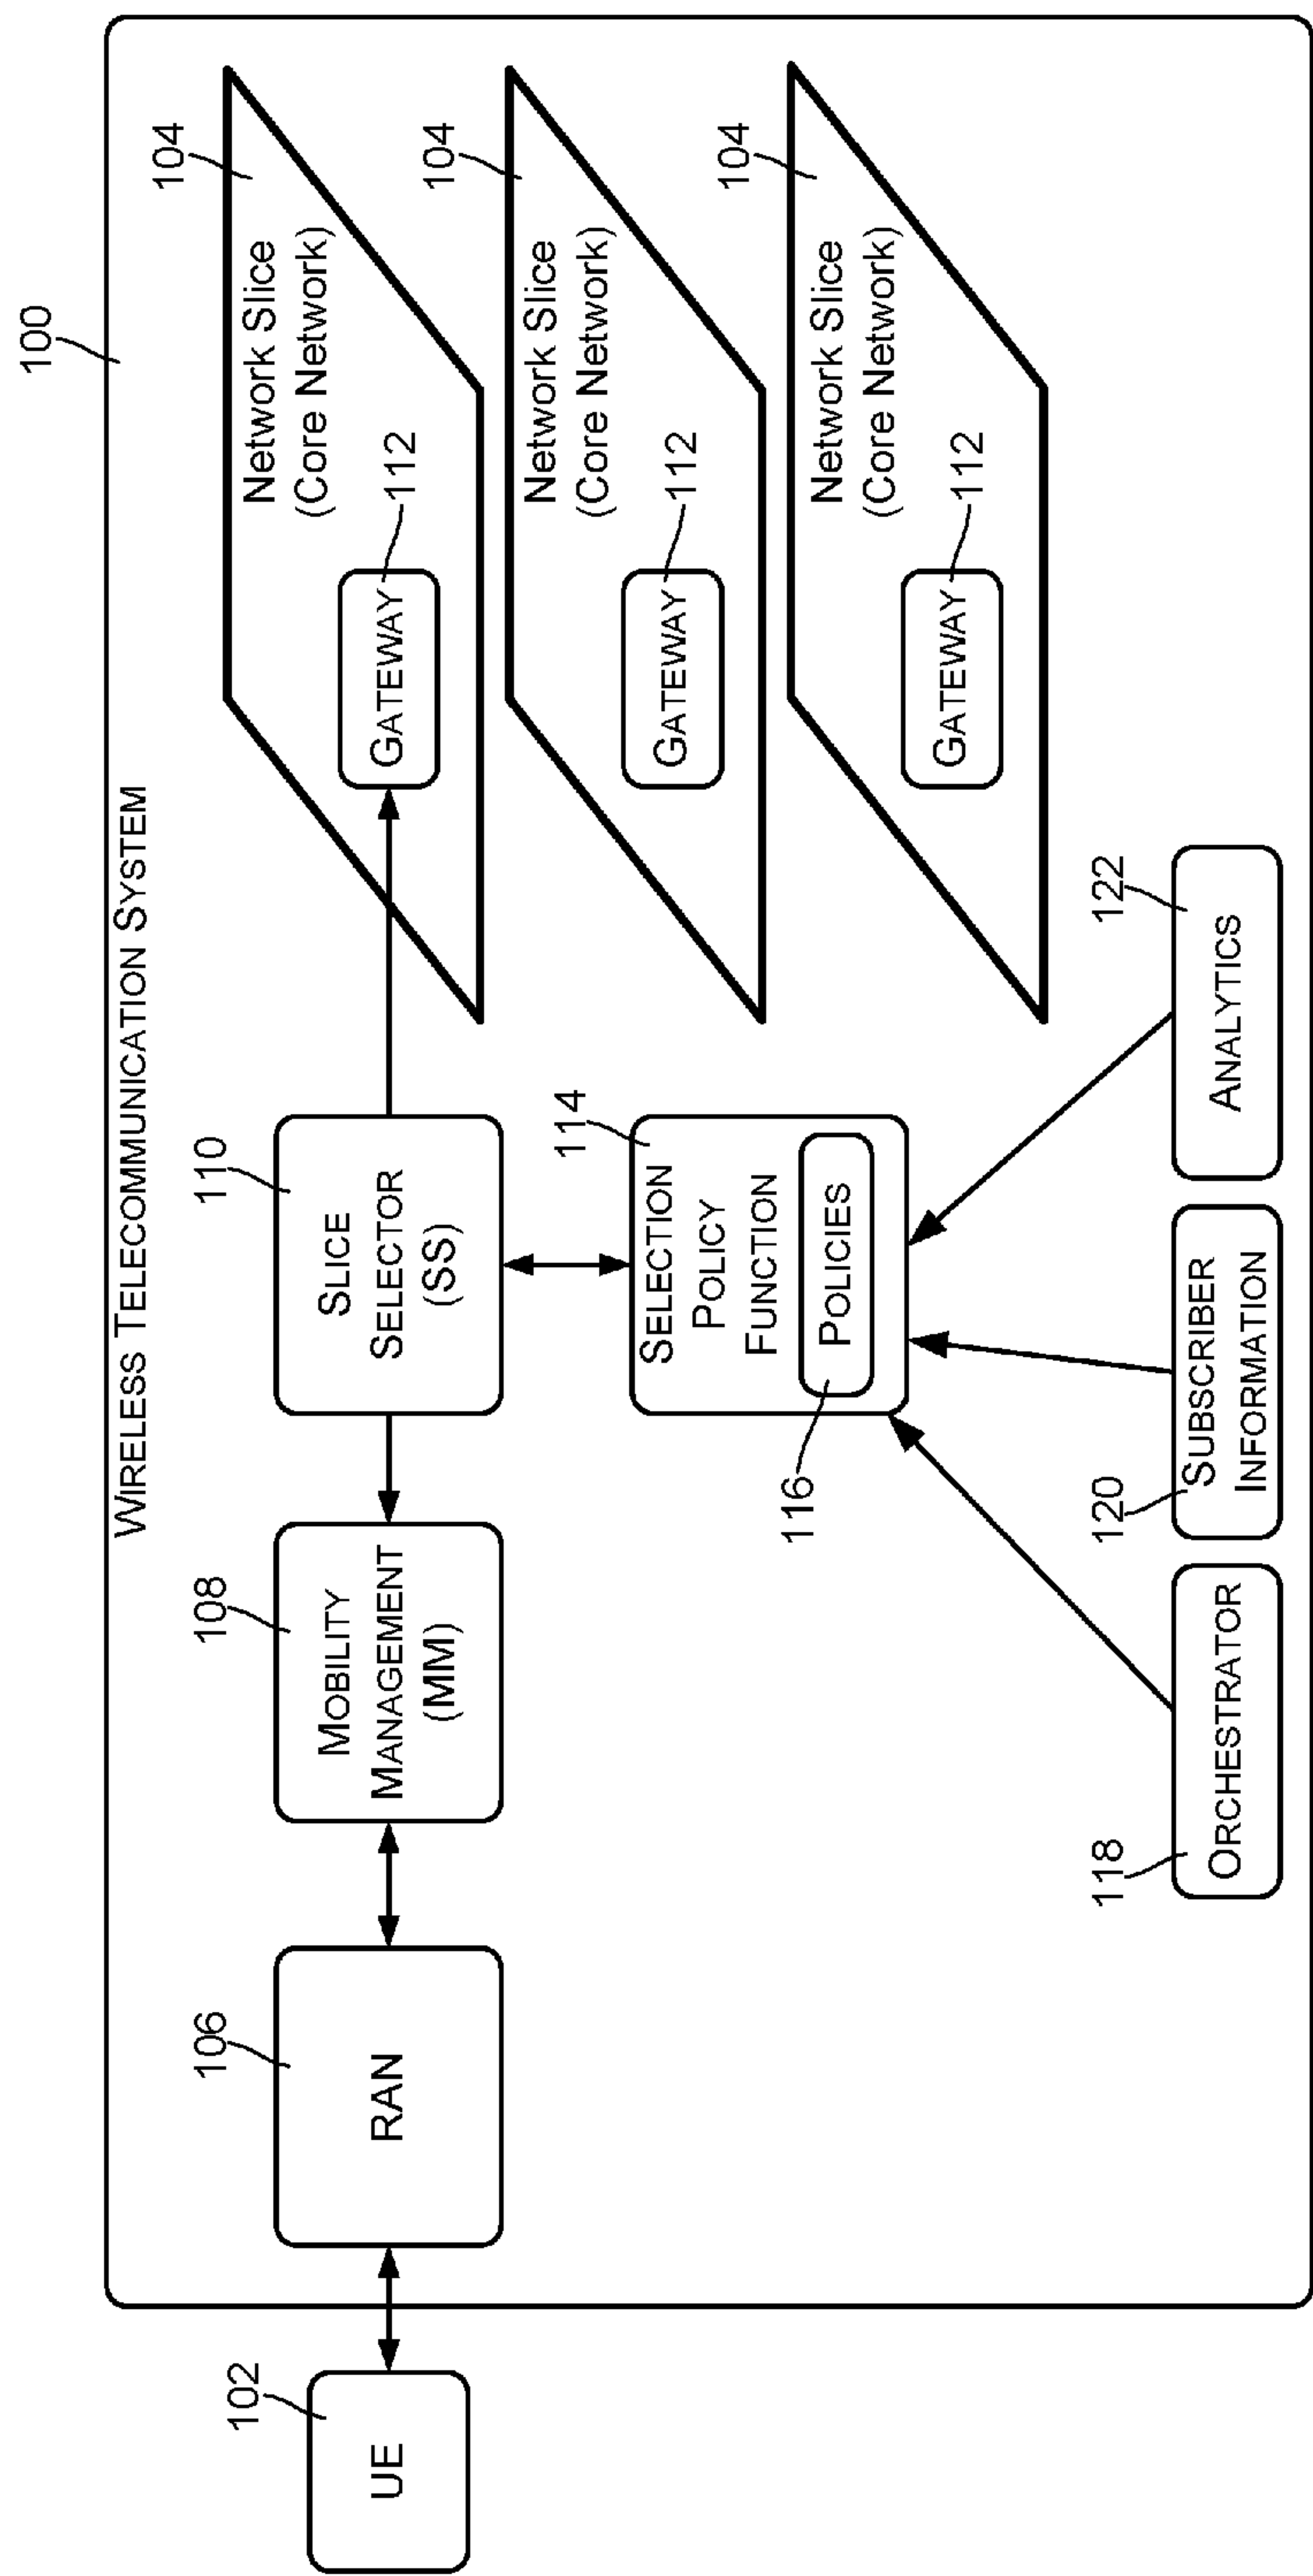 100
WIRELESS TELECOMMUNICATION SYSTEM
102
UE
106
RAN
108
MOBILITY
MANAGEMENT
(MM)
110
SLICE
SELECTOR
(SS)
104
Network Slice
(Core Network)
GATEWAY
112
104
Network Slice
(Core Network)
GATEWAY
112
104
Network Slice
(Core Network)
GATEWAY
112
114
SELECTION
POLICY
FUNCTION
POLICIES
116
118
ORCHESTRATOR
120
SUBSCRIBER
INFORMATION
122
ANALYTICS